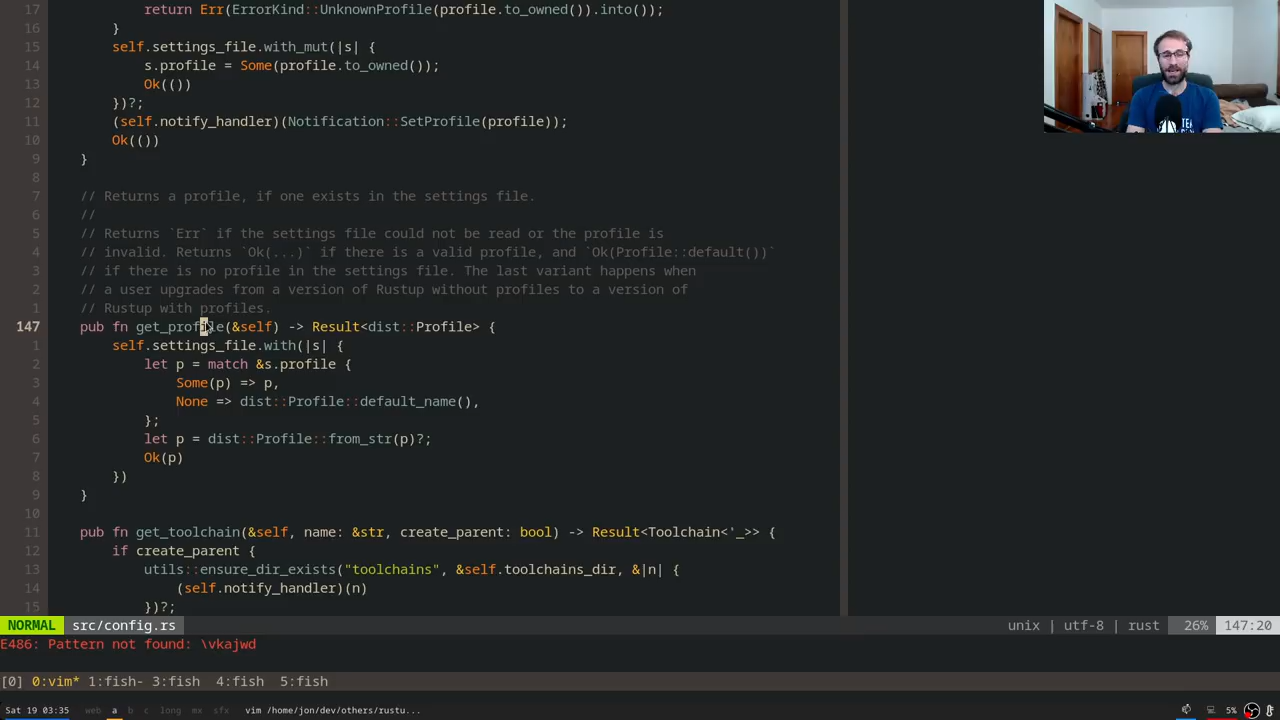 17            return Err(ErrorKind::UnknownProfile(profile.to_owned()).into());
16        }
15        self.settings_file.with_mut(|s| {
14            s.profile = Some(profile.to_owned());
13            Ok(())
12        })?;
11        (self.notify_handler)(Notification::SetProfile(profile));
10        Ok(())
9    }
8
7    // Returns a profile, if one exists in the settings file.
6    //
5    // Returns `Err` if the settings file could not be read or the profile is
4    // invalid. Returns `Ok(...)` if there is a valid profile, and `Ok(Profile::default())`
3    // if there is no profile in the settings file. The last variant happens when
2    // a user upgrades from a version of Rustup without profiles to a version of
1    // Rustup with profiles.
147    pub fn get_profile(&self) -> Result<dist::Profile> {
1        self.settings_file.with(|s| {
2            let p = match &s.profile {
3                Some(p) => p,
4                None => dist::Profile::default_name(),
5            };
6            let p = dist::Profile::from_str(p)?;
7            Ok(p)
8        })
9    }
10
11    pub fn get_toolchain(&self, name: &str, create_parent: bool) -> Result<Toolchain<'_>> {
12        if create_parent {
13            utils::ensure_dir_exists("toolchains", &self.toolchains_dir, &|n| {
14                (self.notify_handler)(n)
15            })?;
NORMAL src/config.rs unix | utf-8 | rust 26% 147:20
E486: Pattern not found: \vkajwd
[0] 0:vim* 1:fish- 3:fish 4:fish 5:fish
Sat 19 03:35 web a b c long mx sfx vim /home/jon/dev/others/rustu... 5%